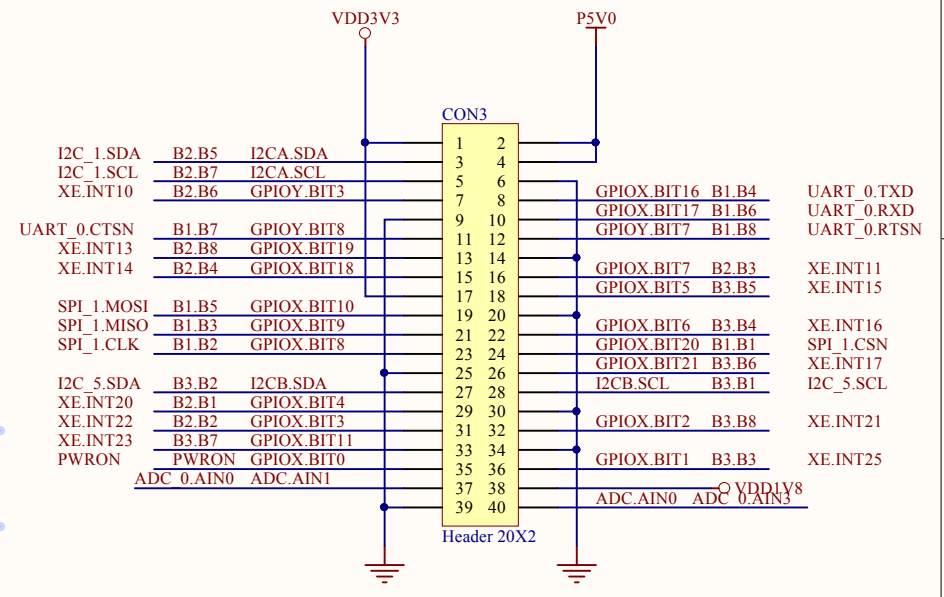 VDD3V3 P5V0
CON3
1 2
I2C_1.SDA B2.B5 I2CA.SDA 3 4
I2C_1.SCL B2.B7 I2CA.SCL 5 6
XE.INT10 B2.B6 GPIOY.BIT3 7 8 GPIOX.BIT16 B1.B4 UART_0.TXD
9 10 GPIOX.BIT17 B1.B6 UART_0.RXD
UART_0.CTSN B1.B7 GPIOY.BIT8 11 12 GPIOY.BIT7 B1.B8 UART_0.RTSN
XE.INT13 B2.B8 GPIOX.BIT19 13 14
XE.INT14 B2.B4 GPIOX.BIT18 15 16 GPIOX.BIT7 B2.B3 XE.INT11
17 18 GPIOX.BIT5 B3.B5 XE.INT15
SPI_1.MOSI B1.B5 GPIOX.BIT10 19 20
SPI_1.MISO B1.B3 GPIOX.BIT9 21 22 GPIOX.BIT6 B3.B4 XE.INT16
SPI_1.CLK B1.B2 GPIOX.BIT8 23 24 GPIOX.BIT20 B1.B1 SPI_1.CSN
25 26 GPIOX.BIT21 B3.B6 XE.INT17
I2C_5.SDA B3.B2 I2CB.SDA 27 28 I2CB.SCL B3.B1 I2C_5.SCL
XE.INT20 B2.B1 GPIOX.BIT4 29 30
XE.INT22 B2.B2 GPIOX.BIT3 31 32 GPIOX.BIT2 B3.B8 XE.INT21
XE.INT23 B3.B7 GPIOX.BIT11 33 34
PWRON PWRON GPIOX.BIT0 35 36 GPIOX.BIT1 B3.B3 XE.INT25
ADC_0.AIN0 ADC.AIN1 37 38 VDD1V8
39 40 ADC.AIN0 ADC_0.AIN3
Header 20X2